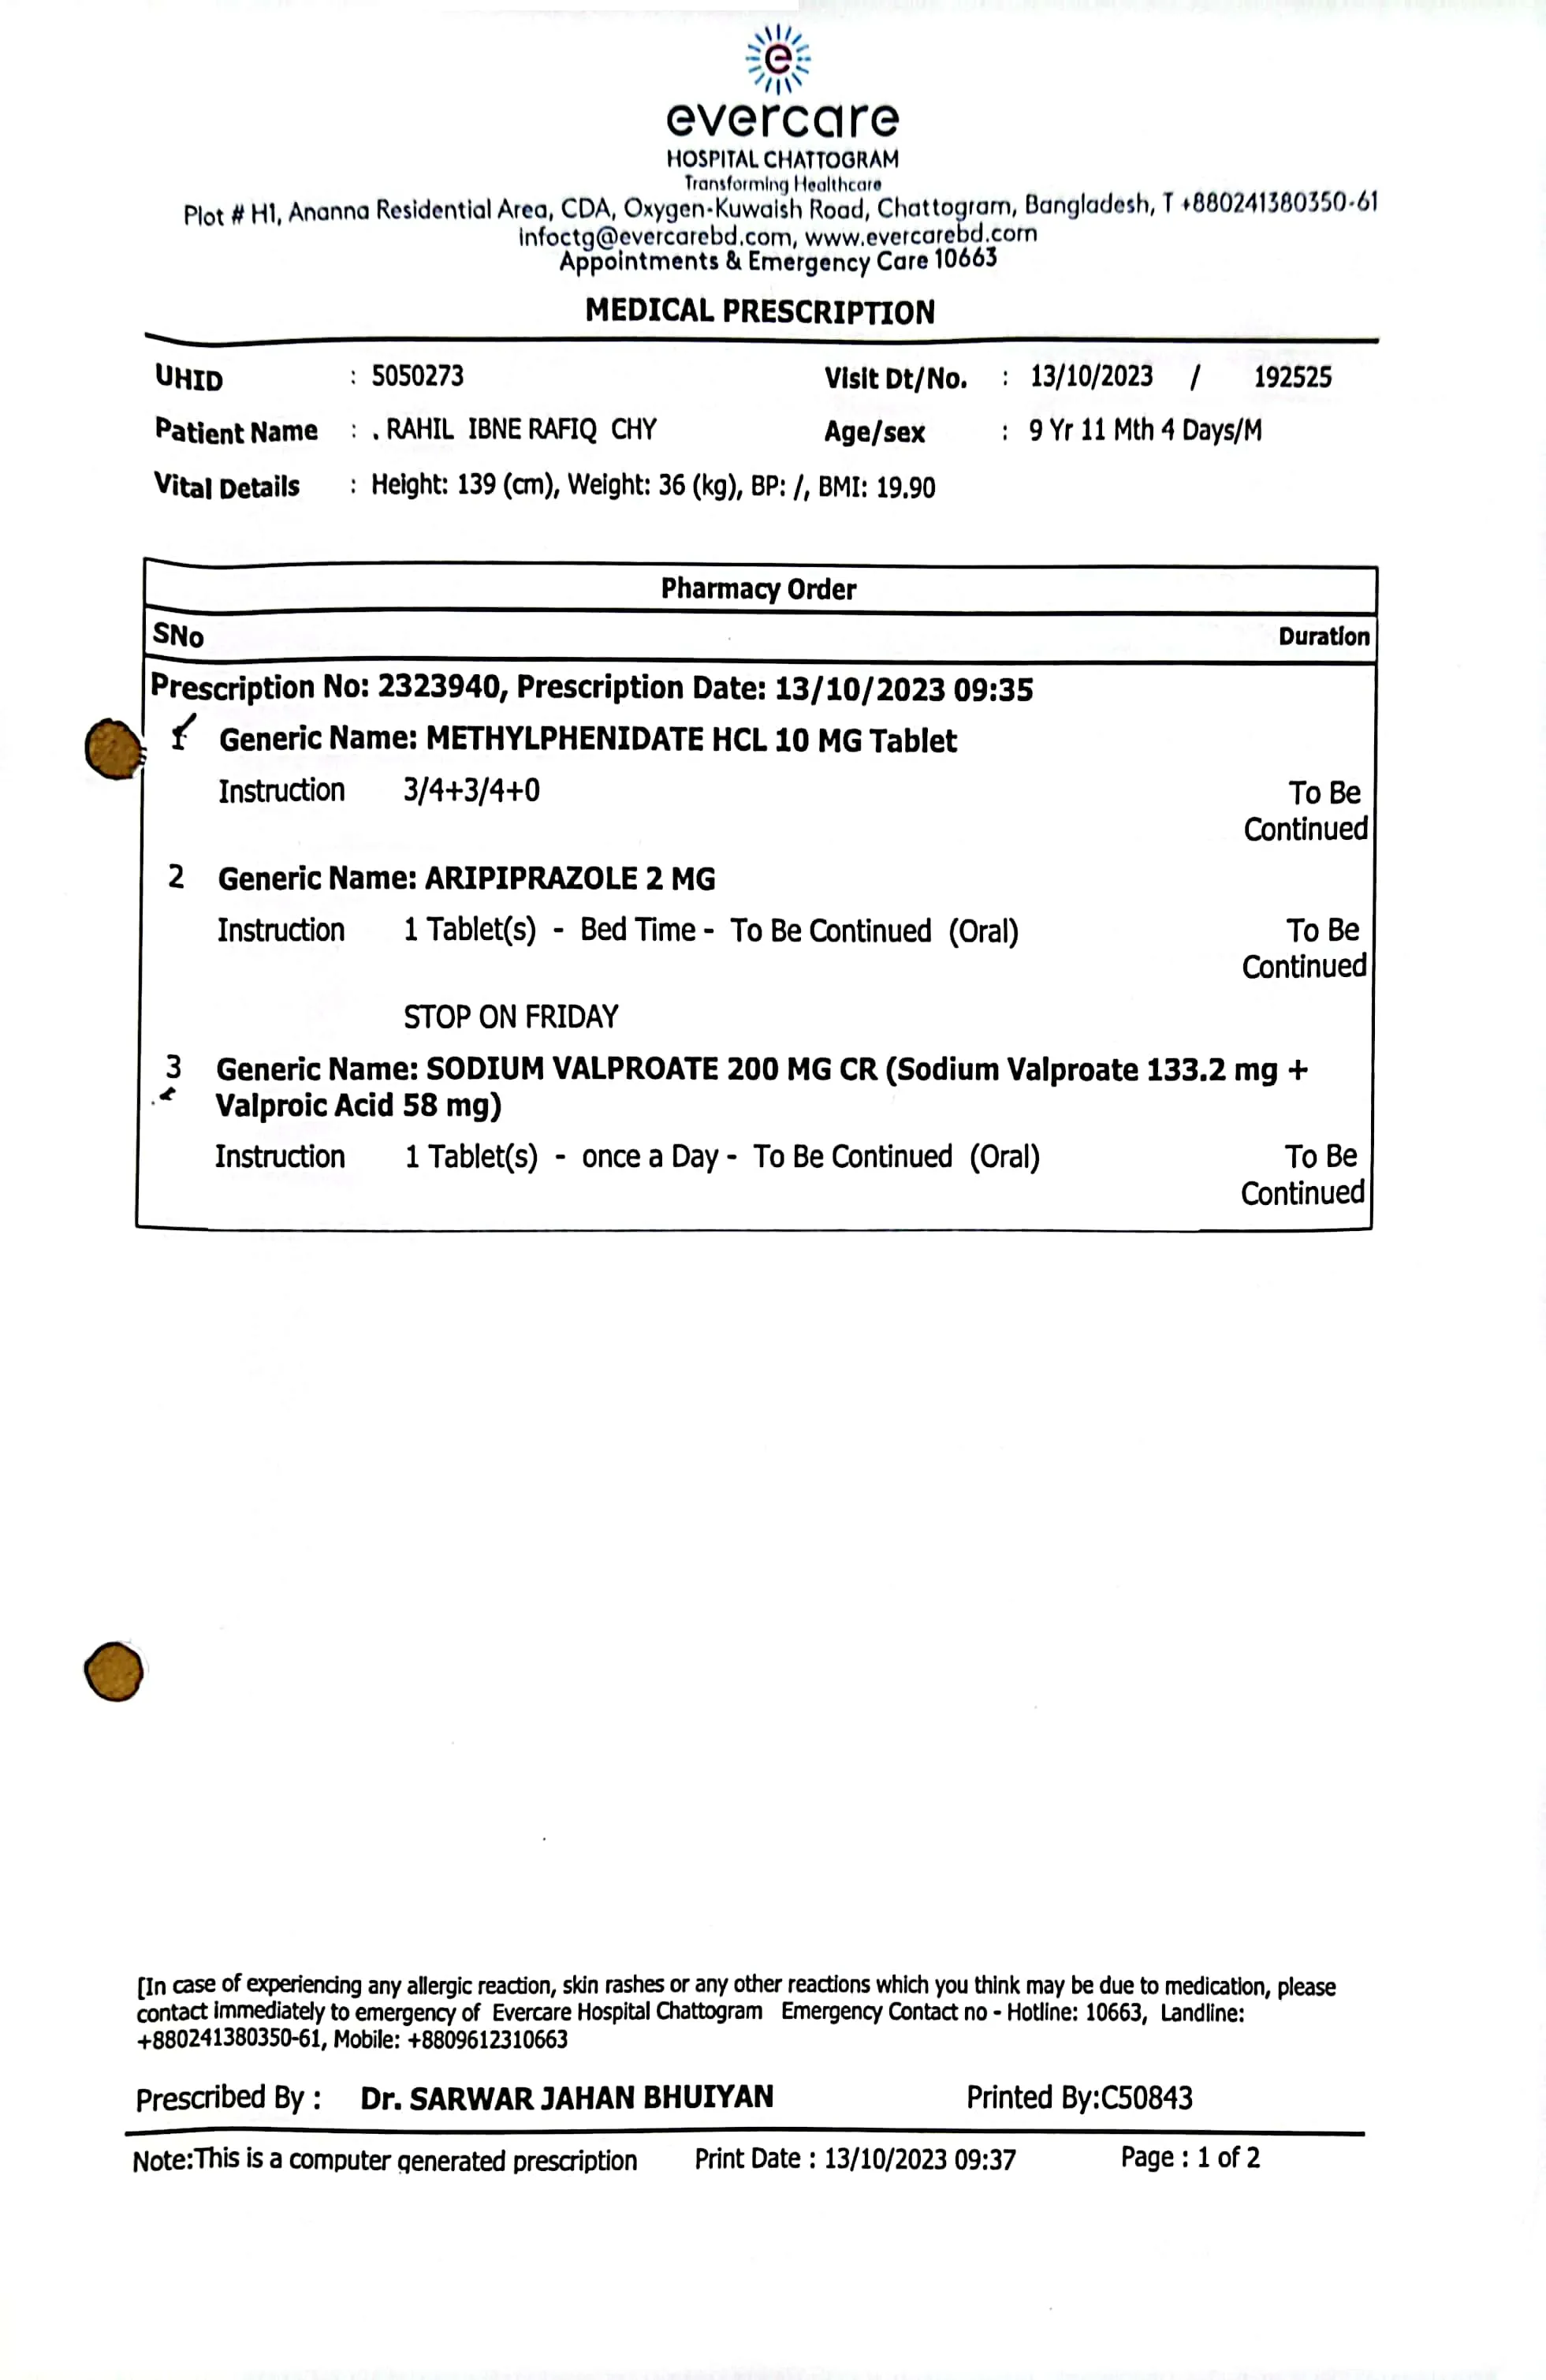 e
evercare
HOSPITAL CHATTOGRAM
Transforming Healthcare
Plot # H1, Ananna Residential Area, CDA, Oxygen-Kuwaish Road, Chattogram, Bangladesh, T +880241380350-61
infoctg@evercarebd.com, www.evercarebd.com
Appointments & Emergency Care 10663
MEDICAL PRESCRIPTION
UHID : 5050273 Visit Dt/No. : 13/10/2023 / 192525
Patient Name : . RAHIL IBNE RAFIQ CHY Age/sex : 9 Yr 11 Mth 4 Days/M
Vital Details : Height: 139 (cm), Weight: 36 (kg), BP: /, BMI: 19.90
Pharmacy Order
SNo Duration
Prescription No: 2323940, Prescription Date: 13/10/2023 09:35
1 Generic Name: METHYLPHENIDATE HCL 10 MG Tablet
Instruction 3/4+3/4+0 To Be
Continued
2 Generic Name: ARIPIPRAZOLE 2 MG
Instruction 1 Tablet(s) - Bed Time - To Be Continued (Oral) To Be
Continued
STOP ON FRIDAY
3 Generic Name: SODIUM VALPROATE 200 MG CR (Sodium Valproate 133.2 mg +
Valproic Acid 58 mg)
Instruction 1 Tablet(s) - once a Day - To Be Continued (Oral) To Be
Continued
[In case of experiencing any allergic reaction, skin rashes or any other reactions which you think may be due to medication, please
contact immediately to emergency of Evercare Hospital Chattogram Emergency Contact no - Hotline: 10663, Landline:
+880241380350-61, Mobile: +8809612310663
Prescribed By : Dr. SARWAR JAHAN BHUIYAN Printed By:C50843
Note:This is a computer generated prescription Print Date : 13/10/2023 09:37 Page : 1 of 2